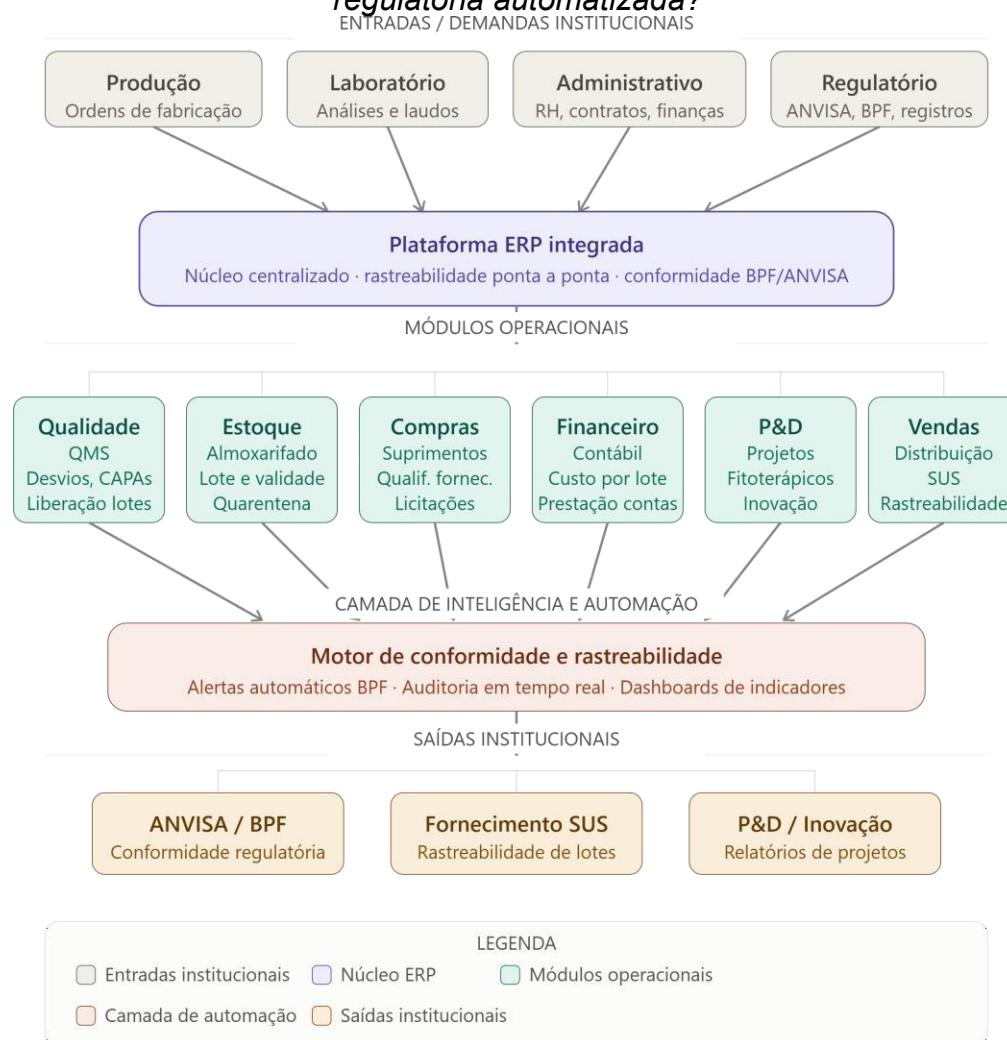 regulatória automatizada?
ENTRADAS / DEMANDAS INSTITUCIONAIS
Produção
Ordens de fabricação
Laboratório
Análises e laudos
Administrativo
RH, contratos, finanças
Regulatório
ANVISA, BPF, registros
Plataforma ERP integrada
Núcleo centralizado · rastreabilidade ponta a ponta · conformidade BPF/ANVISA
MÓDULOS OPERACIONAIS
Qualidade
QMS
Desvios, CAPAs
Liberação lotes
Estoque
Almoxarifado
Lote e validade
Quarentena
Compras
Suprimentos
Qualif. fornec.
Licitações
Financeiro
Contábil
Custo por lote
Prestação contas
P&D
Projetos
Fitoterápicos
Inovação
Vendas
Distribuição
SUS
Rastreabilidade
CAMADA DE INTELIGÊNCIA E AUTOMAÇÃO
Motor de conformidade e rastreabilidade
Alertas automáticos BPF · Auditoria em tempo real · Dashboards de indicadores
SAÍDAS INSTITUCIONAIS
ANVISA / BPF
Conformidade regulatória
Fornecimento SUS
Rastreabilidade de lotes
P&D / Inovação
Relatórios de projetos
LEGENDA
Entradas institucionais
Núcleo ERP
Módulos operacionais
Camada de automação
Saídas institucionais